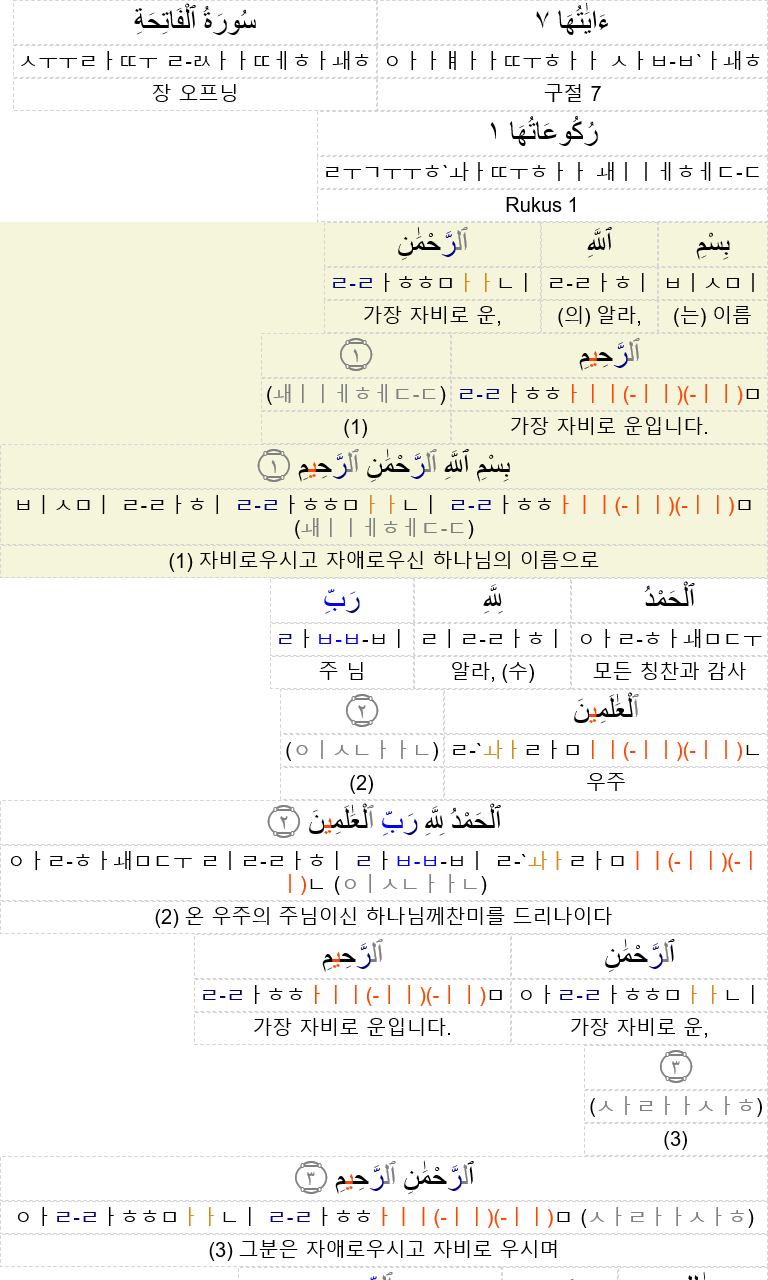 ءَايَٰتُهَا ٧ سُورَةُ ٱلْفَاتِحَةِ
ㅇㅏㅏㅒㅏㅏㄸㅜㅎㅏㅏ ㅅㅏㅂ-ㅂ`ㅏㅙㅎ ㅅㅜㅜㄹㅏㄸㅜ ㄹ-ㄽㅏㅏㄸㅔㅎㅏㅙㅎ
구절 7 장 오프닝
رُكُوعَاتُهَا ١
ㄹㅜㄱㅜㅜㅎ`ㅘㅏㄸㅜㅎㅏㅏ ㅙㅣㅣㅔㅎㅔㄷ-ㄷ
Rukus 1
بِسْمِ ٱللَّهِ ٱلرَّحْمَٰنِ
ㅂㅣㅅㅁㅣ ㄹ-ㄹㅏㅎㅣ ㄹ-ㄹㅏㅎㅎㅁㅏㅏㄴㅣ
(는) 이름 (의) 알라, 가장 자비로 운,
ٱلرَّحِيمِ ١
ㄹ-ㄹㅏㅎㅎㅏㅣㅣ(-ㅣㅣ)(-ㅣㅣ)ㅁ (ㅙㅣㅣㅔㅎㅔㄷ-ㄷ)
가장 자비로 운입니다. (1)
بِسْمِ ٱللَّهِ ٱلرَّحْمَٰنِ ٱلرَّحِيمِ ١
ㅂㅣㅅㅁㅣ ㄹ-ㄹㅏㅎㅣ ㄹ-ㄹㅏㅎㅎㅁㅏㅏㄴㅣ ㄹ-ㄹㅏㅎㅎㅏㅣㅣ(-ㅣㅣ)(-ㅣㅣ)ㅁ
(ㅙㅣㅣㅔㅎㅔㄷ-ㄷ)
(1) 자비로우시고 자애로우신 하나님의 이름으로
ٱلْحَمْدُ لِلَّهِ رَبِّ
ㅇㅏㄹ-ㅎㅏㅙㅁㄷㅜ ㄹㅣㄹ-ㄹㅏㅎㅣ ㄹㅏㅂ-ㅂ-ㅂㅣ
모든 칭찬과 감사 알라, (수) 주 님
ٱلْعَٰلَمِينَ ٢
ㄹ-`ㅘㅏㄹㅏㅁㅣㅣ(-ㅣㅣ)(-ㅣㅣ)ㄴ (ㅇㅣㅅㄴㅏㅏㄴ)
우주 (2)
ٱلْحَمْدُ لِلَّهِ رَبِّ ٱلْعَٰلَمِينَ ٢
ㅇㅏㄹ-ㅎㅏㅙㅁㄷㅜ ㄹㅣㄹ-ㄹㅏㅎㅣ ㄹㅏㅂ-ㅂ-ㅂㅣ ㄹ-`ㅘㅏㄹㅏㅁㅣㅣ(-ㅣㅣ)(-ㅣ
ㅣ)ㄴ (ㅇㅣㅅㄴㅏㅏㄴ)
(2) 온 우주의 주님이신 하나님께찬미를 드리나이다
ٱلرَّحْمَٰنِ ٱلرَّحِيمِ
ㅇㅏㄹ-ㄹㅏㅎㅎㅁㅏㅏㄴㅣ ㄹ-ㄹㅏㅎㅎㅏㅣㅣ(-ㅣㅣ)(-ㅣㅣ)ㅁ
가장 자비로 운, 가장 자비로 운입니다.
٣
(ㅅㅏㄹㅏㅏㅅㅏㅎ)
(3)
ٱلرَّحْمَٰنِ ٱلرَّحِيمِ ٣
ㅇㅏㄹ-ㄹㅏㅎㅎㅁㅏㅏㄴㅣ ㄹ-ㄹㅏㅎㅎㅏㅣㅣ(-ㅣㅣ)(-ㅣㅣ)ㅁ (ㅅㅏㄹㅏㅏㅅㅏㅎ)
(3) 그분은 자애로우시고 자비로 우시며